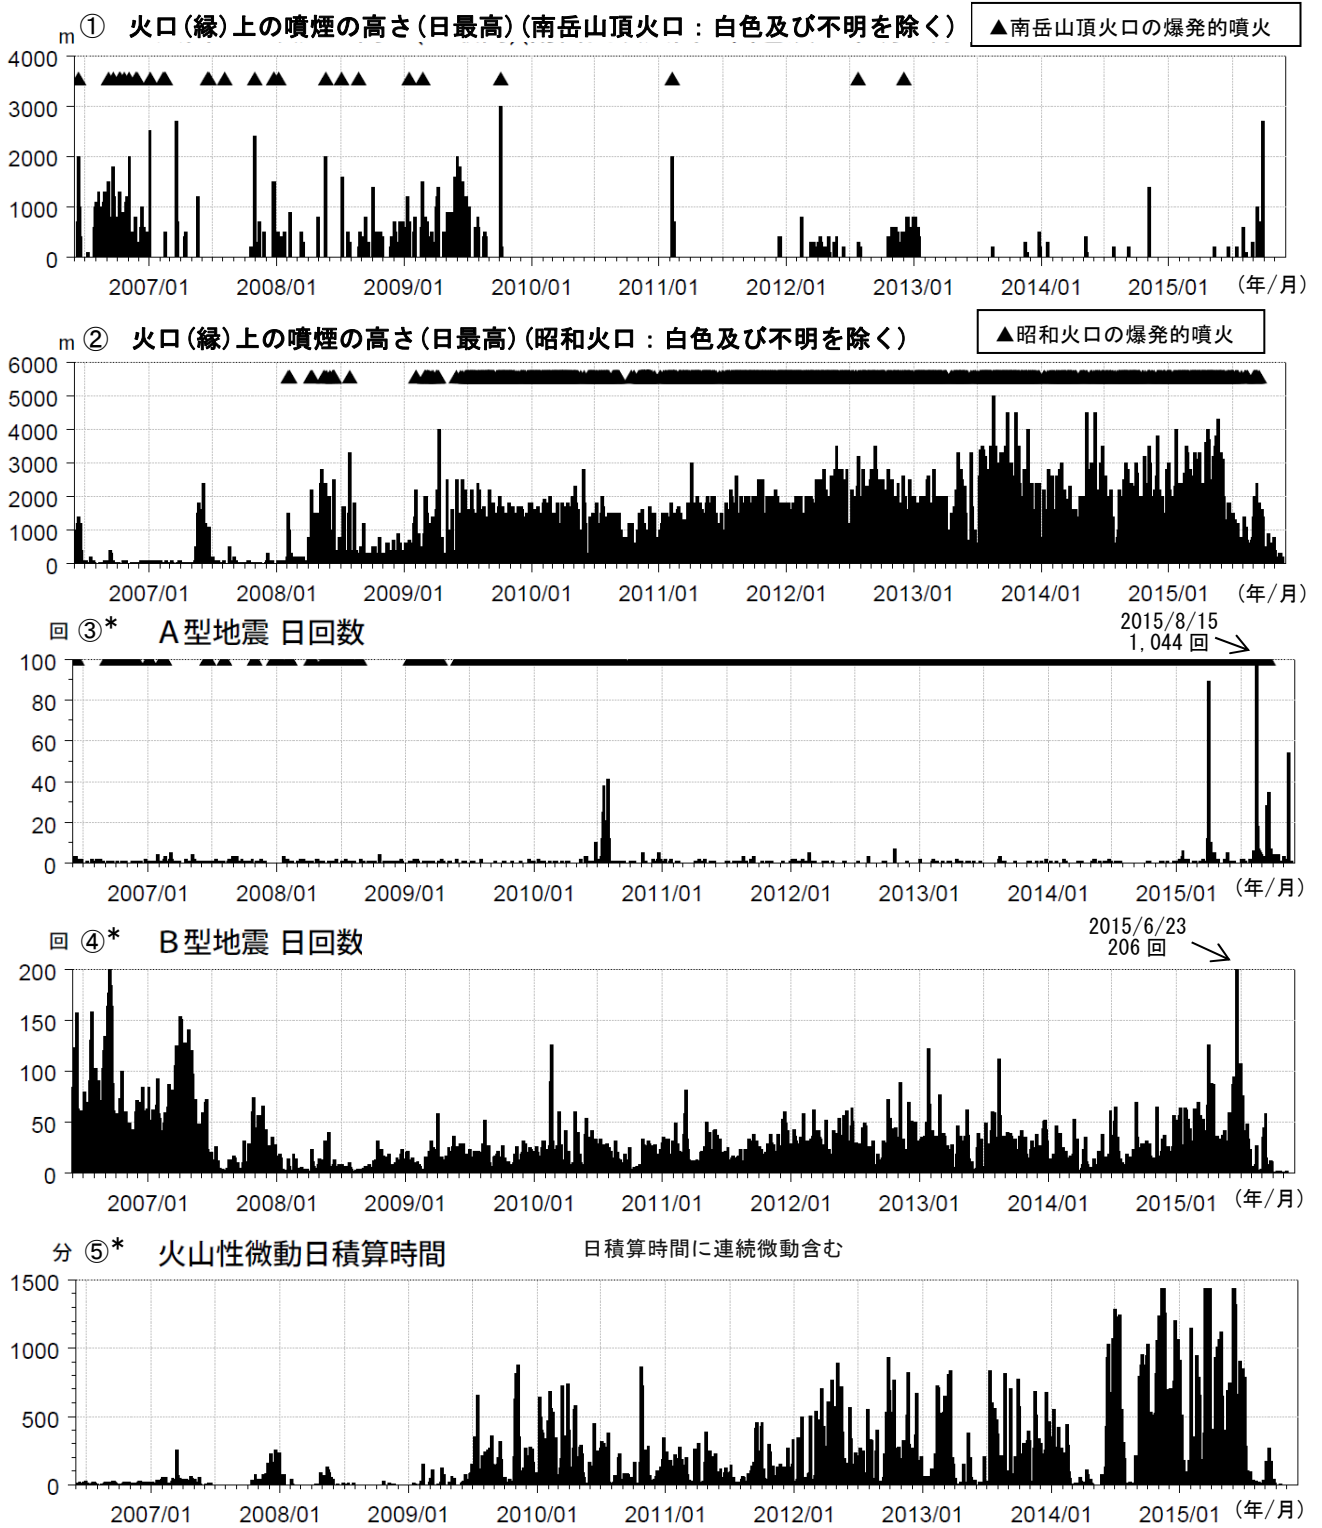 m ① 火口(縁)上の噴煙の高さ(日最高)(南岳山頂火口：白色及び不明を除く)
▲南岳山頂火口の爆発的噴火
4000
3000
2000
1000
0
2007/01 2008/01 2009/01 2010/01 2011/01 2012/01 2013/01 2014/01 2015/01 (年/月)
m ② 火口(縁)上の噴煙の高さ(日最高)(昭和火口：白色及び不明を除く)
▲昭和火口の爆発的噴火
6000
5000
4000
3000
2000
1000
0
2007/01 2008/01 2009/01 2010/01 2011/01 2012/01 2013/01 2014/01 2015/01 (年/月)
回 ③* A型地震 日回数
2015/8/15
1,044 回
100
80
60
40
20
0
2007/01 2008/01 2009/01 2010/01 2011/01 2012/01 2013/01 2014/01 2015/01 (年/月)
回 ④* B型地震 日回数
2015/6/23
206 回
200
150
100
50
0
2007/01 2008/01 2009/01 2010/01 2011/01 2012/01 2013/01 2014/01 2015/01 (年/月)
分 ⑤* 火山性微動日積算時間
日積算時間に連続微動含む
1500
1000
500
0
2007/01 2008/01 2009/01 2010/01 2011/01 2012/01 2013/01 2014/01 2015/01 (年/月)